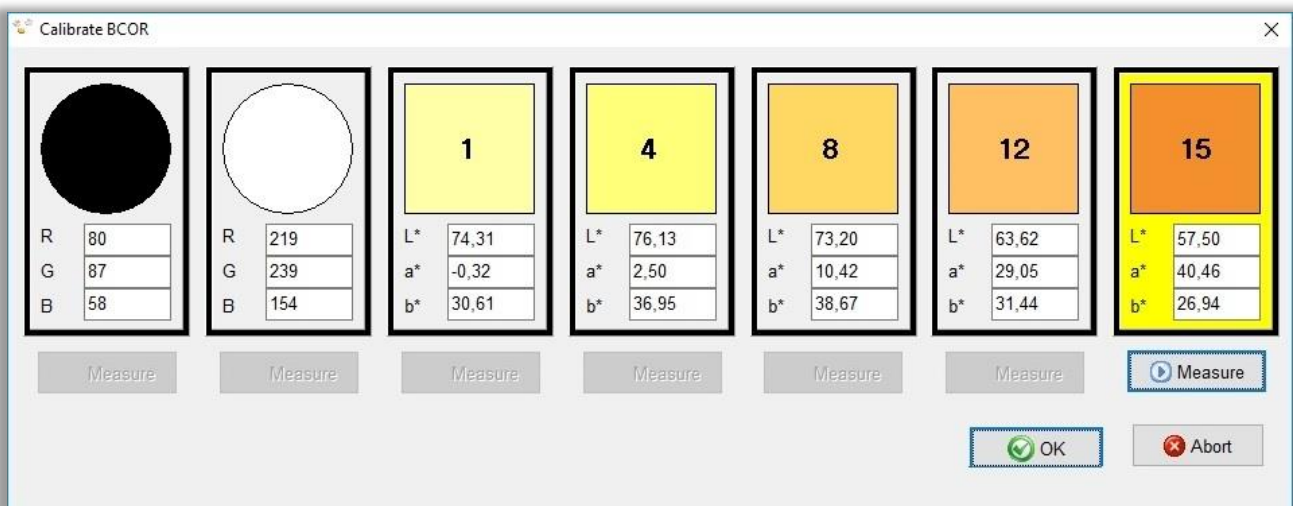 Calibrate BCOR
1 4 8 12 15
R 80 R 219 L* 74,31 L* 76,13 L* 73,20 L* 63,62 L* 57,50
G 87 G 239 a* -0,32 a* 2,50 a* 10,42 a* 29,05 a* 40,46
B 58 B 154 b* 30,61 b* 36,95 b* 38,67 b* 31,44 b* 26,94
Measure Measure Measure Measure Measure Measure Measure
OK Abort